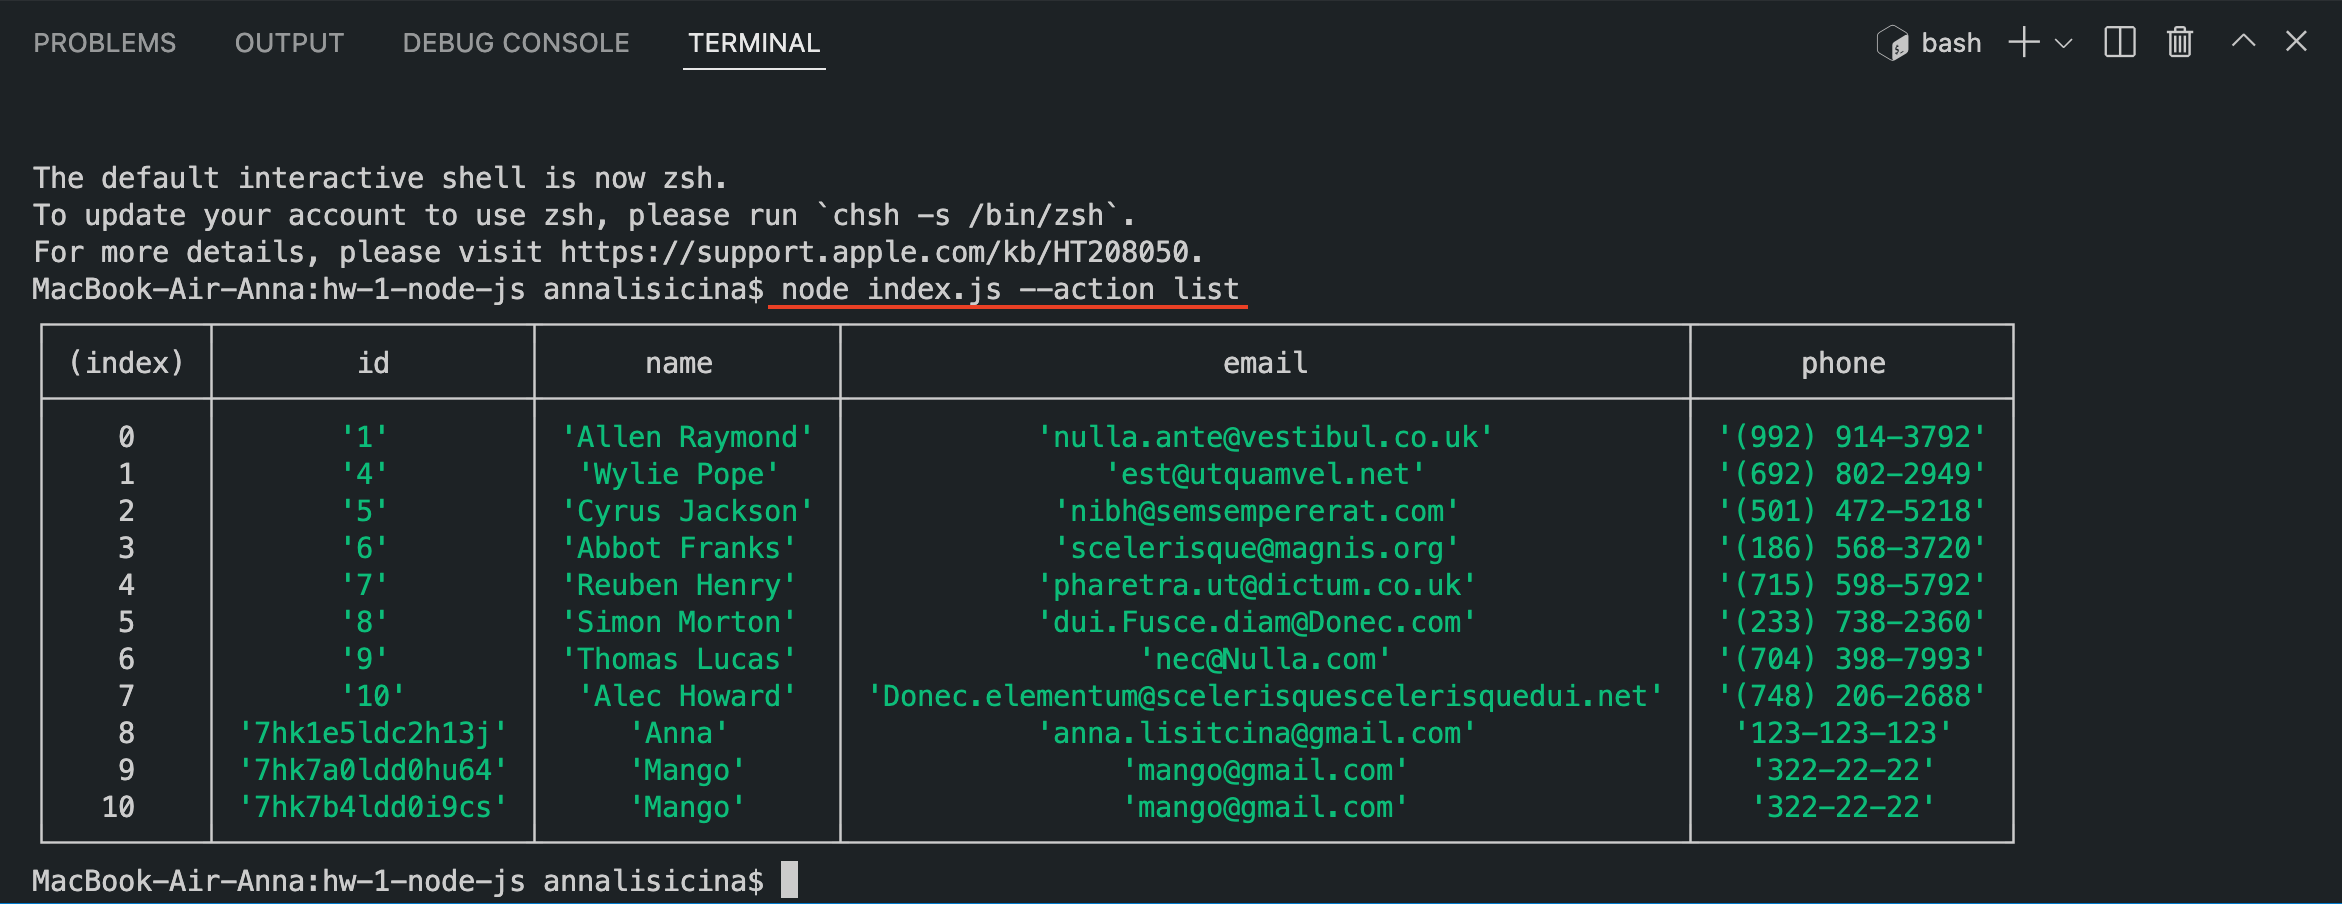 PROBLEMS OUTPUT DEBUG CONSOLE TERMINAL bash
The default interactive shell is now zsh.
To update your account to use zsh, please run `chsh -s /bin/zsh`.
For more details, please visit https://support.apple.com/kb/HT208050.
MacBook-Air-Anna:hw-1-node-js annalisicina$ node index.js --action list
(index) id name email phone
0 '1' 'Allen Raymond' 'nulla.ante@vestibul.co.uk' '(992) 914-3792'
1 '4' 'Wylie Pope' 'est@utquamvel.net' '(692) 802-2949'
2 '5' 'Cyrus Jackson' 'nibh@semsempererat.com' '(501) 472-5218'
3 '6' 'Abbot Franks' 'scelerisque@magnis.org' '(186) 568-3720'
4 '7' 'Reuben Henry' 'pharetra.ut@dictum.co.uk' '(715) 598-5792'
5 '8' 'Simon Morton' 'dui.Fusce.diam@Donec.com' '(233) 738-2360'
6 '9' 'Thomas Lucas' 'nec@Nulla.com' '(704) 398-7993'
7 '10' 'Alec Howard' 'Donec.elementum@scelerisquescelerisquedui.net' '(748) 206-2688'
8 '7hk1e5ldc2h13j' 'Anna' 'anna.lisitcina@gmail.com' '123-123-123'
9 '7hk7a0ldd0hu64' 'Mango' 'mango@gmail.com' '322-22-22'
10 '7hk7b4ldd0i9cs' 'Mango' 'mango@gmail.com' '322-22-22'
MacBook-Air-Anna:hw-1-node-js annalisicina$